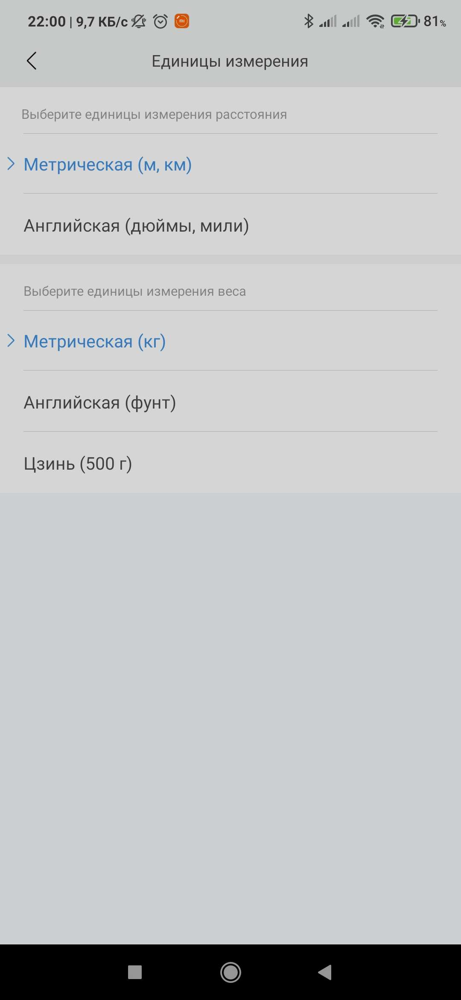 22:00 | 9,7 КБ/с
81%
Единицы измерения
Выберите единицы измерения расстояния
Метрическая (м, км)
Английская (дюймы, мили)
Выберите единицы измерения веса
Метрическая (кг)
Английская (фунт)
Цзинь (500 г)